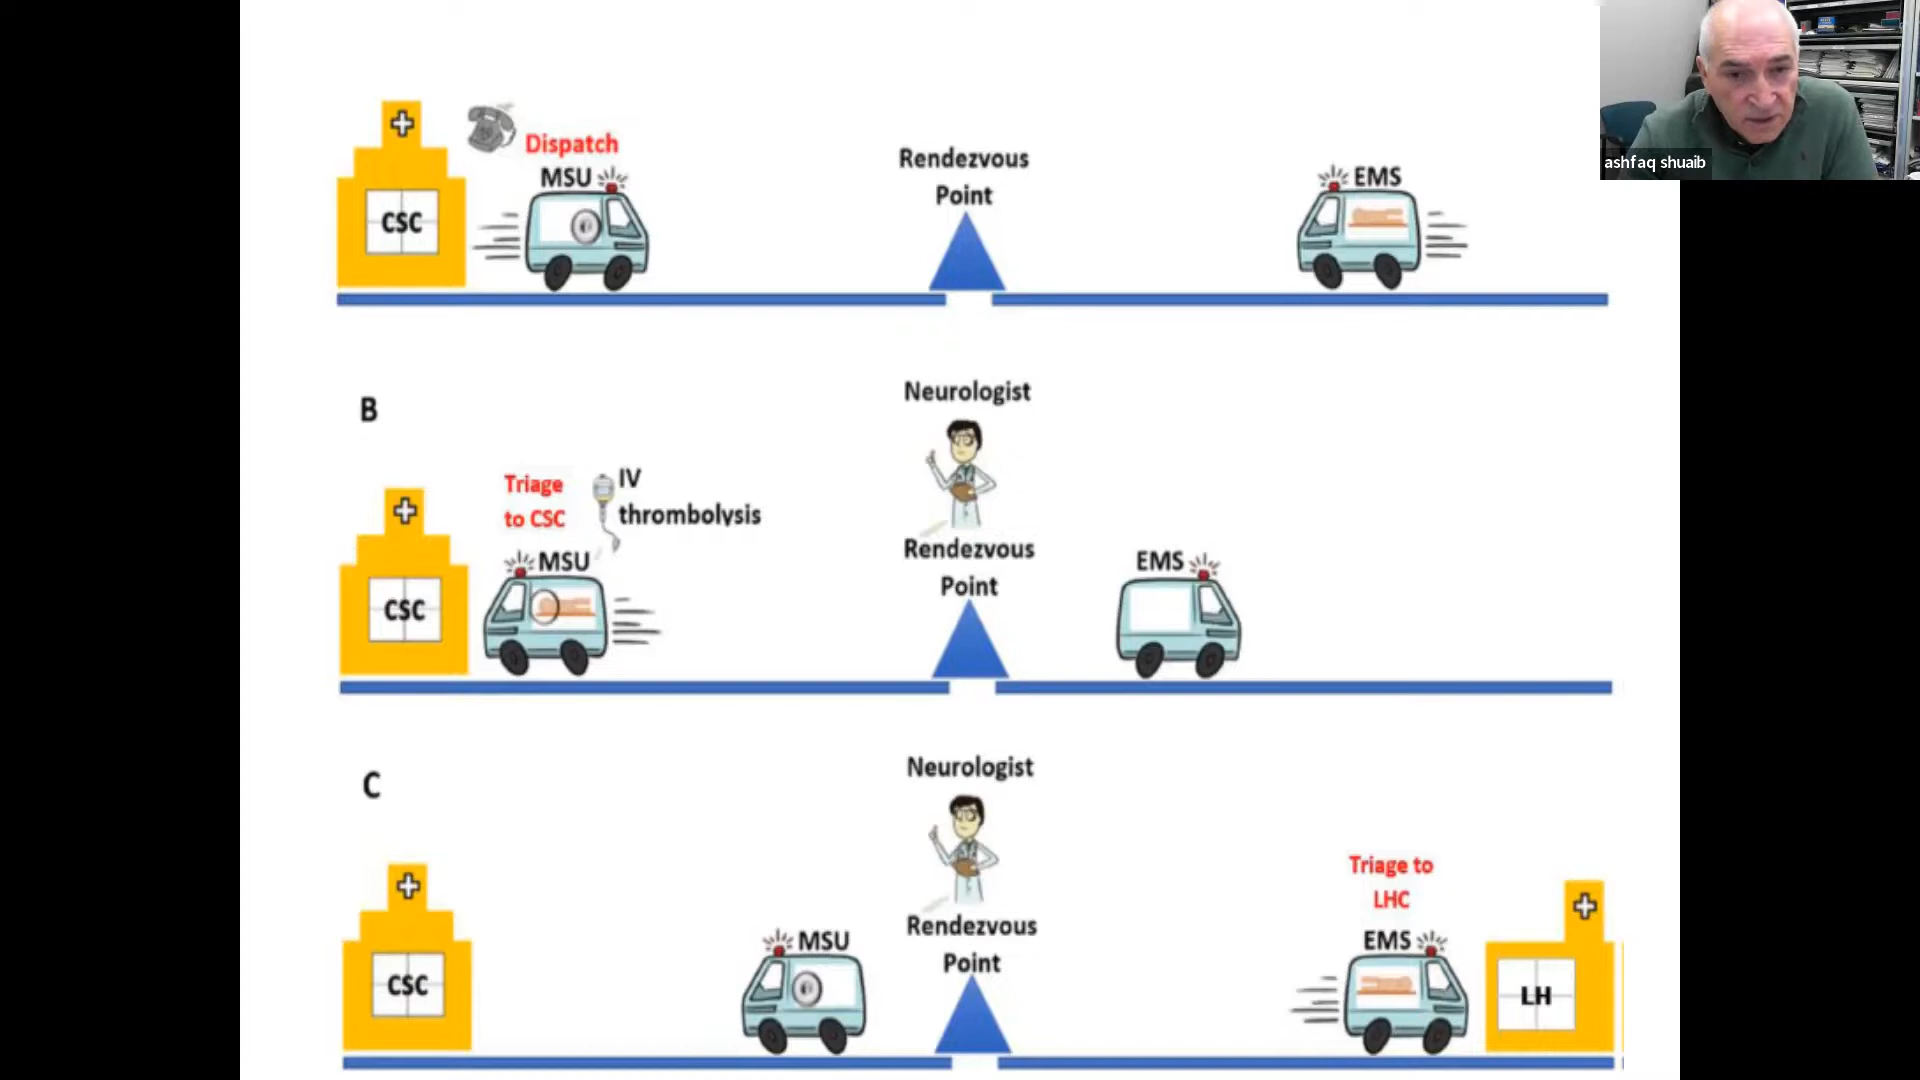 ashfaq shuaib
Dispatch
MSU
CSC
Rendezvous
Point
EMS
B
Neurologist
Triage
to CSC
IV
thrombolysis
MSU
CSC
Rendezvous
Point
EMS
C
Neurologist
CSC
MSU
Rendezvous
Point
Triage to
LHC
EMS
LH